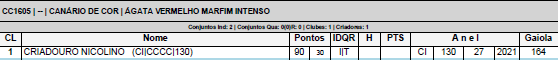 CC1605 | -- | CANÁRIO DE COR | ÁGATA VERMELHO MARFIM INTENSO
Conjuntos Ind: 2 | Conjuntos Qua: 0(0)R: 0 | Clubes: 1 | Criadores: 1
CL Nome Pontos IDQR H PTS Anel Gaiola
1 CRIADOURO NICOLINO (CI|CCCC|130) 90 30 I|T CI 130 27 2021 164